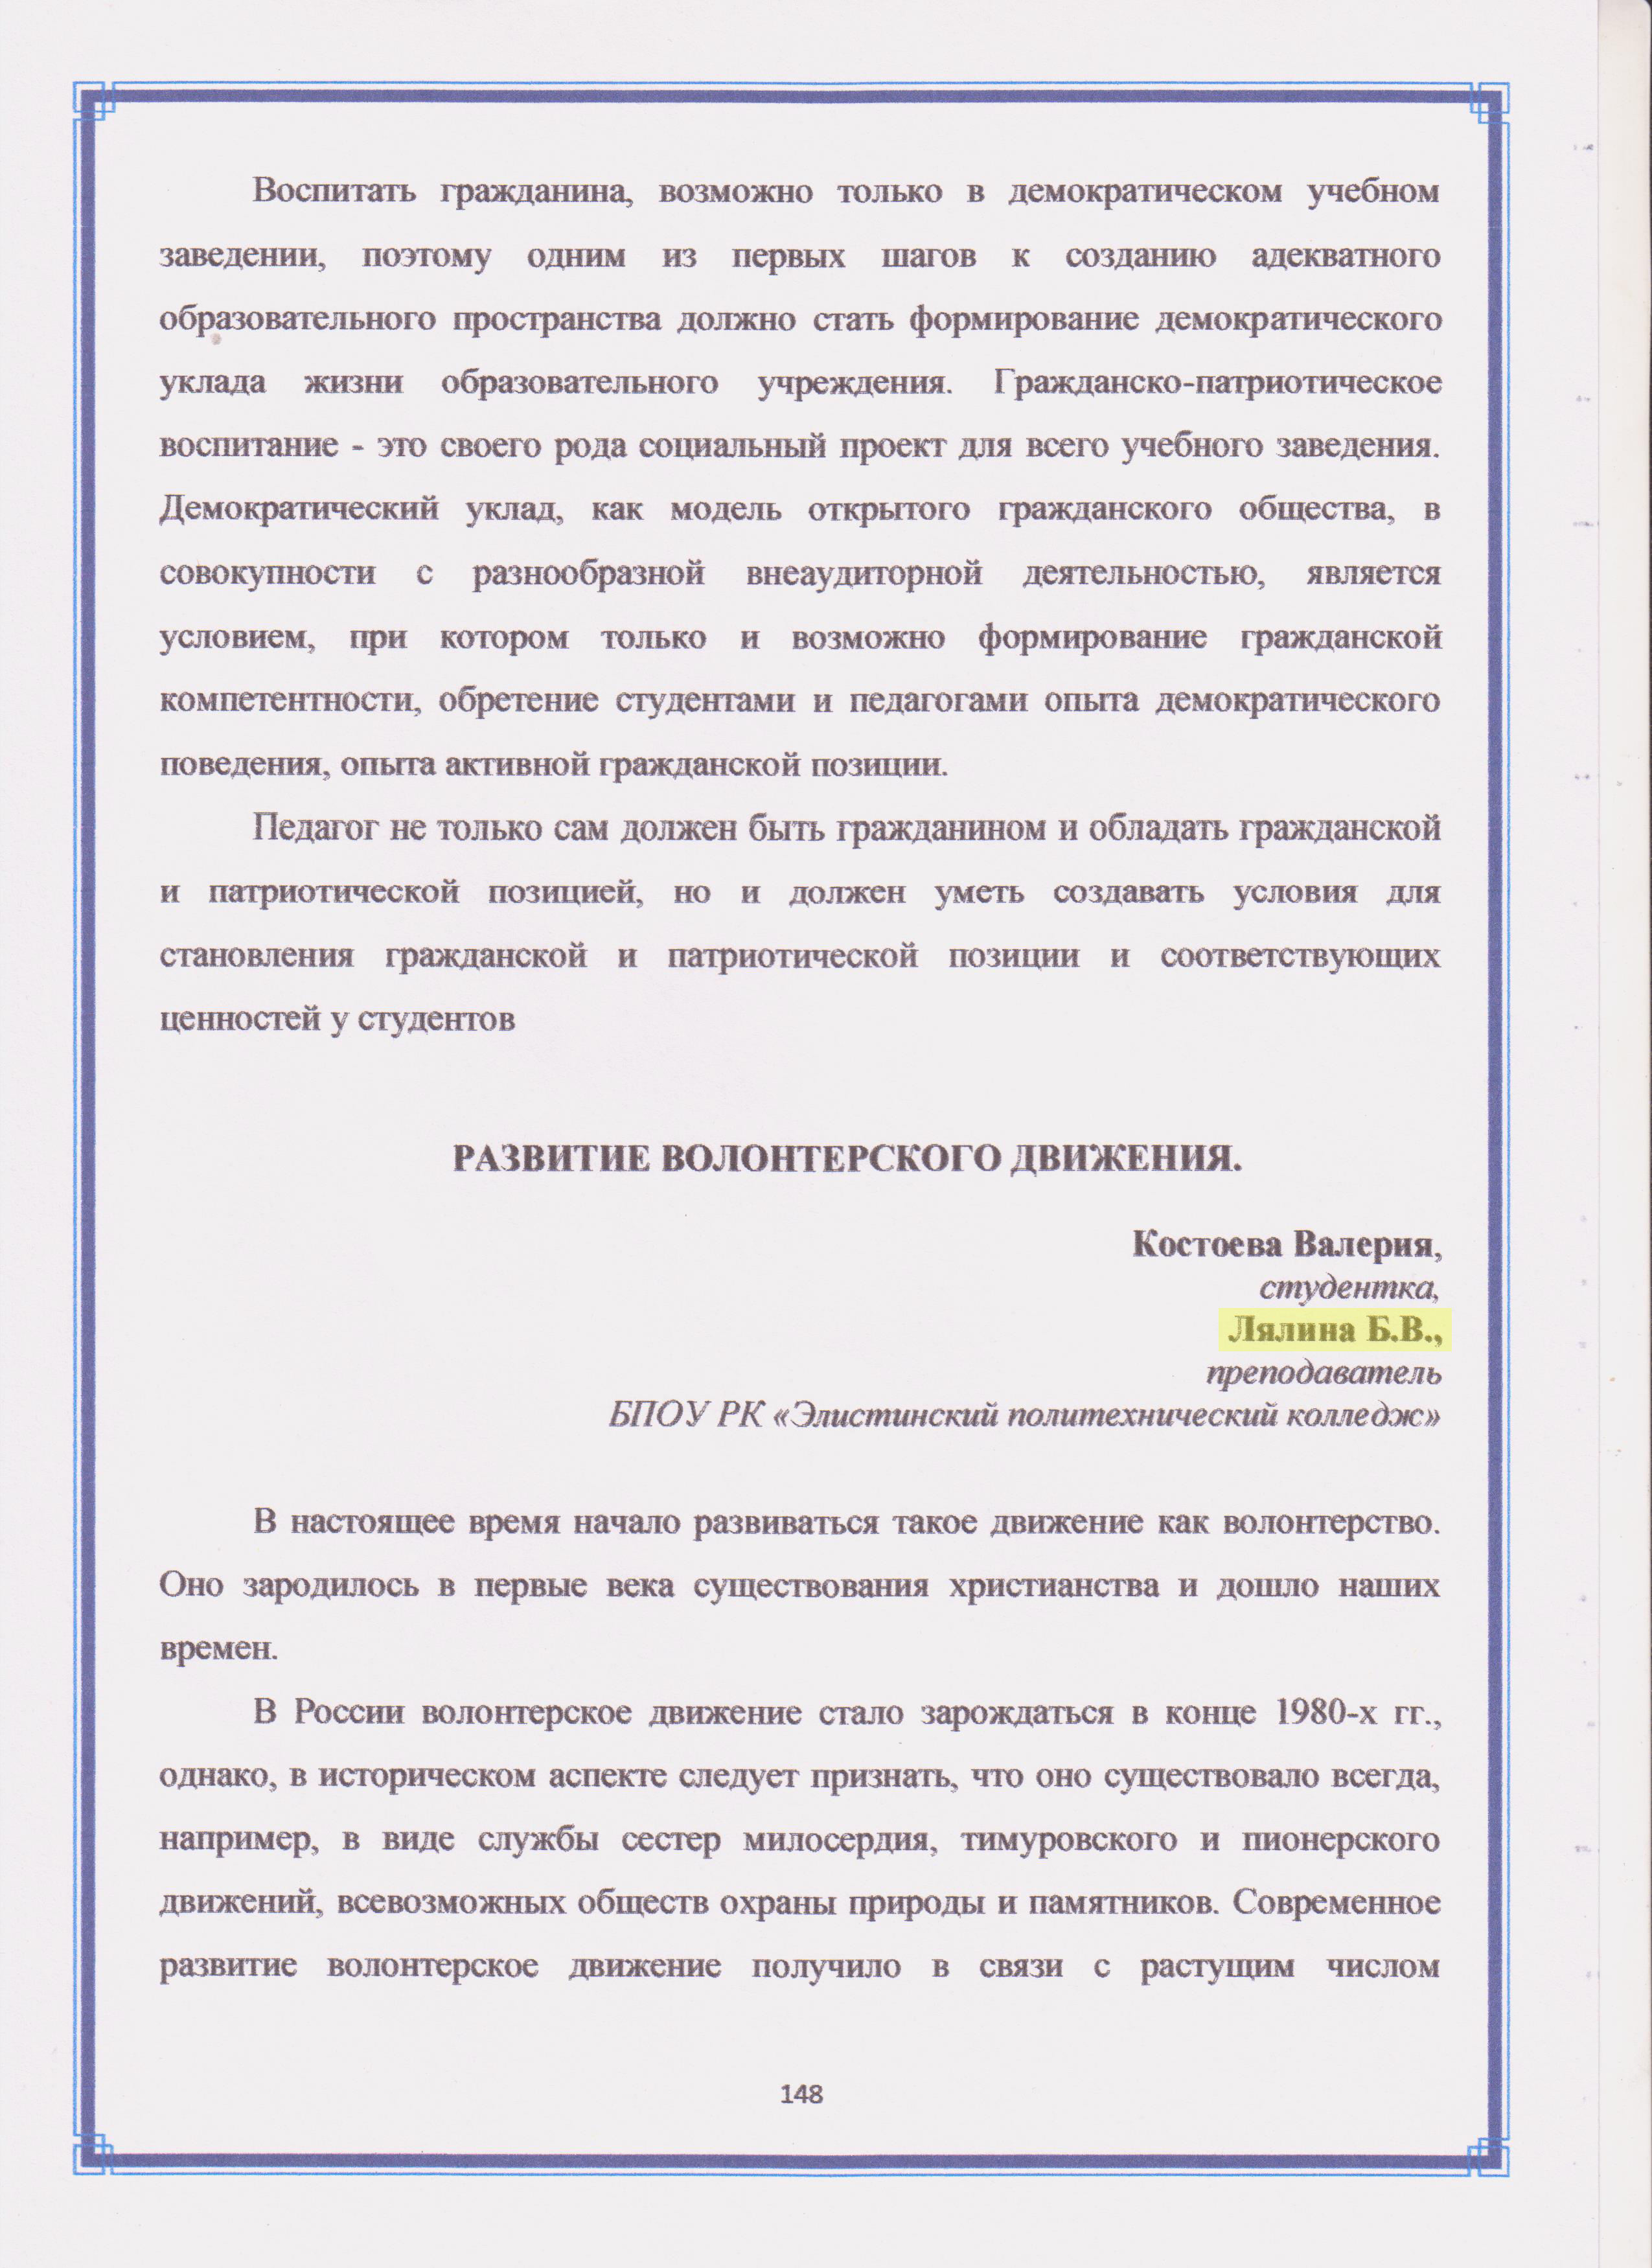 Воспитать гражданина, возможно только в демократическом учебном
заведении, поэтому одним из первых шагов к созданию адекватного
образовательного пространства должно стать формирование демократического
уклада жизни образовательного учреждения. Гражданско-патриотическое
воспитание - это своего рода социальный проект для всего учебного заведения.
Демократический уклад, как модель открытого гражданского общества, в
совокупности с разнообразной внеаудиторной деятельностью, является
условием, при котором только и возможно формирование гражданской
компетентности, обретение студентами и педагогами опыта демократического
поведения, опыта активной гражданской позиции.
Педагог не только сам должен быть гражданином и обладать гражданской
и патриотической позицией, но и должен уметь создавать условия для
становления гражданской и патриотической позиции и соответствующих
ценностей у студентов
РАЗВИТИЕ ВОЛОНТЕРСКОГО ДВИЖЕНИЯ.
Костоева Валерия,
студентка,
Лялина Б.В.,
преподаватель
БПОУ РК «Элистинский политехнический колледж»
В настоящее время начало развиваться такое движение как волонтерство.
Оно зародилось в первые века существования христианства и дошло наших
времен.
В России волонтерское движение стало зарождаться в конце 1980-х гг.,
однако, в историческом аспекте следует признать, что оно существовало всегда,
например, в виде службы сестер милосердия, тимуровского и пионерского
движений, всевозможных обществ охраны природы и памятников. Современное
развитие волонтерское движение получило в связи с растущим числом
148